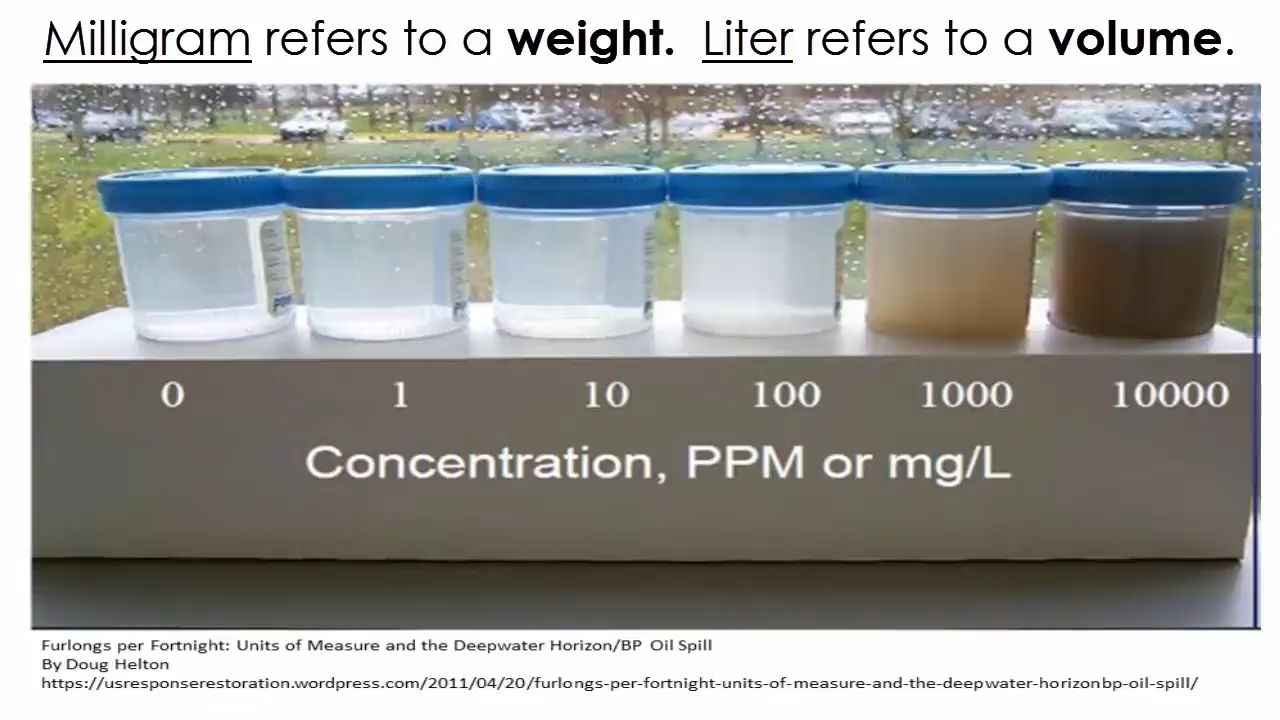 Milligram refers to a weight. Liter refers to a volume.
0 1 10 100 1000 10000
Concentration, PPM or mg/L
Furlongs per Fortnight: Units of Measure and the Deepwater Horizon/BP Oil Spill
By Doug Helton
https://usresponserestoration.wordpress.com/2011/04/20/furlongs-per-fortnight-units-of-measure-and-the-deepwater-horizonbp-oil-spill/